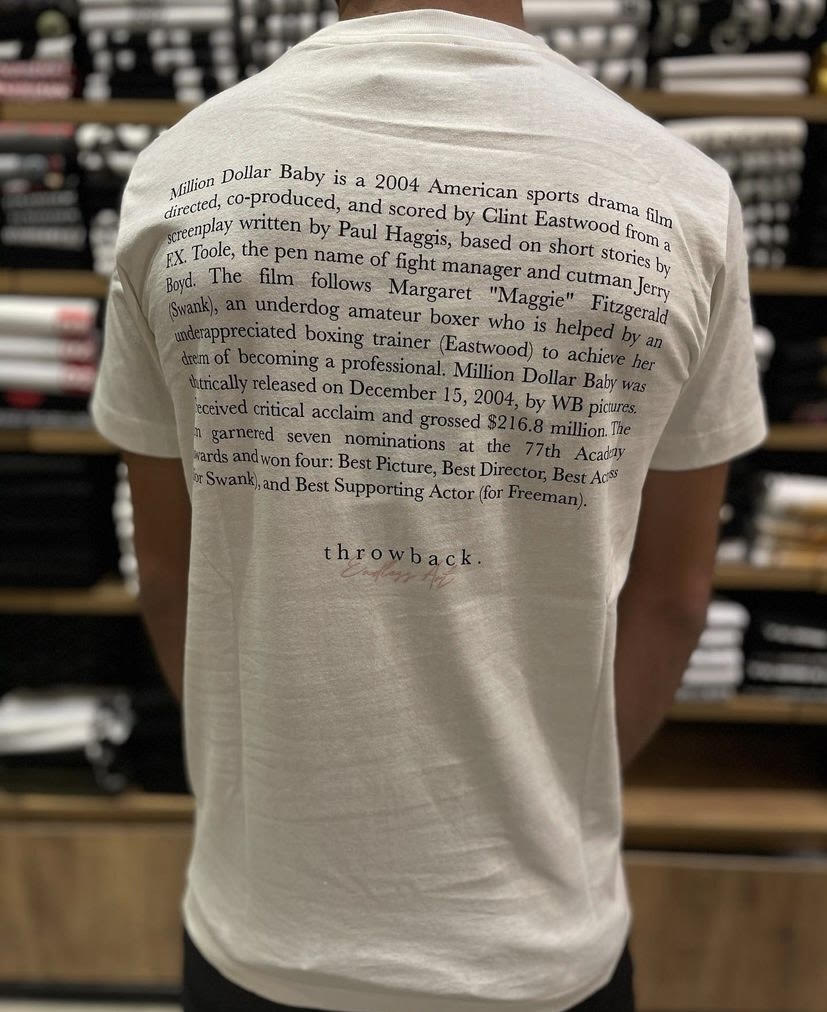 Million Dollar Baby is a 2004 American sports drama film
directed, co-produced, and scored by Clint Eastwood from a
screenplay written by Paul Haggis, based on short stories by
F.X. Toole, the pen name of fight manager and cutman Jerry
Boyd. The film follows Margaret "Maggie" Fitzgerald
(Swank), an underdog amateur boxer who is helped by an
underappreciated boxing trainer (Eastwood) to achieve her
of becoming a professional. Million Dollar Baby was
released on December 15, 2004, by WB pictures.
received critical acclaim and grossed $216.8 million. The
garnered seven nominations at the 77th Academy
and won four: Best Picture, Best Director, Best
Swank), and Best Supporting Actor (for Freeman).
throwback.
Endless Art